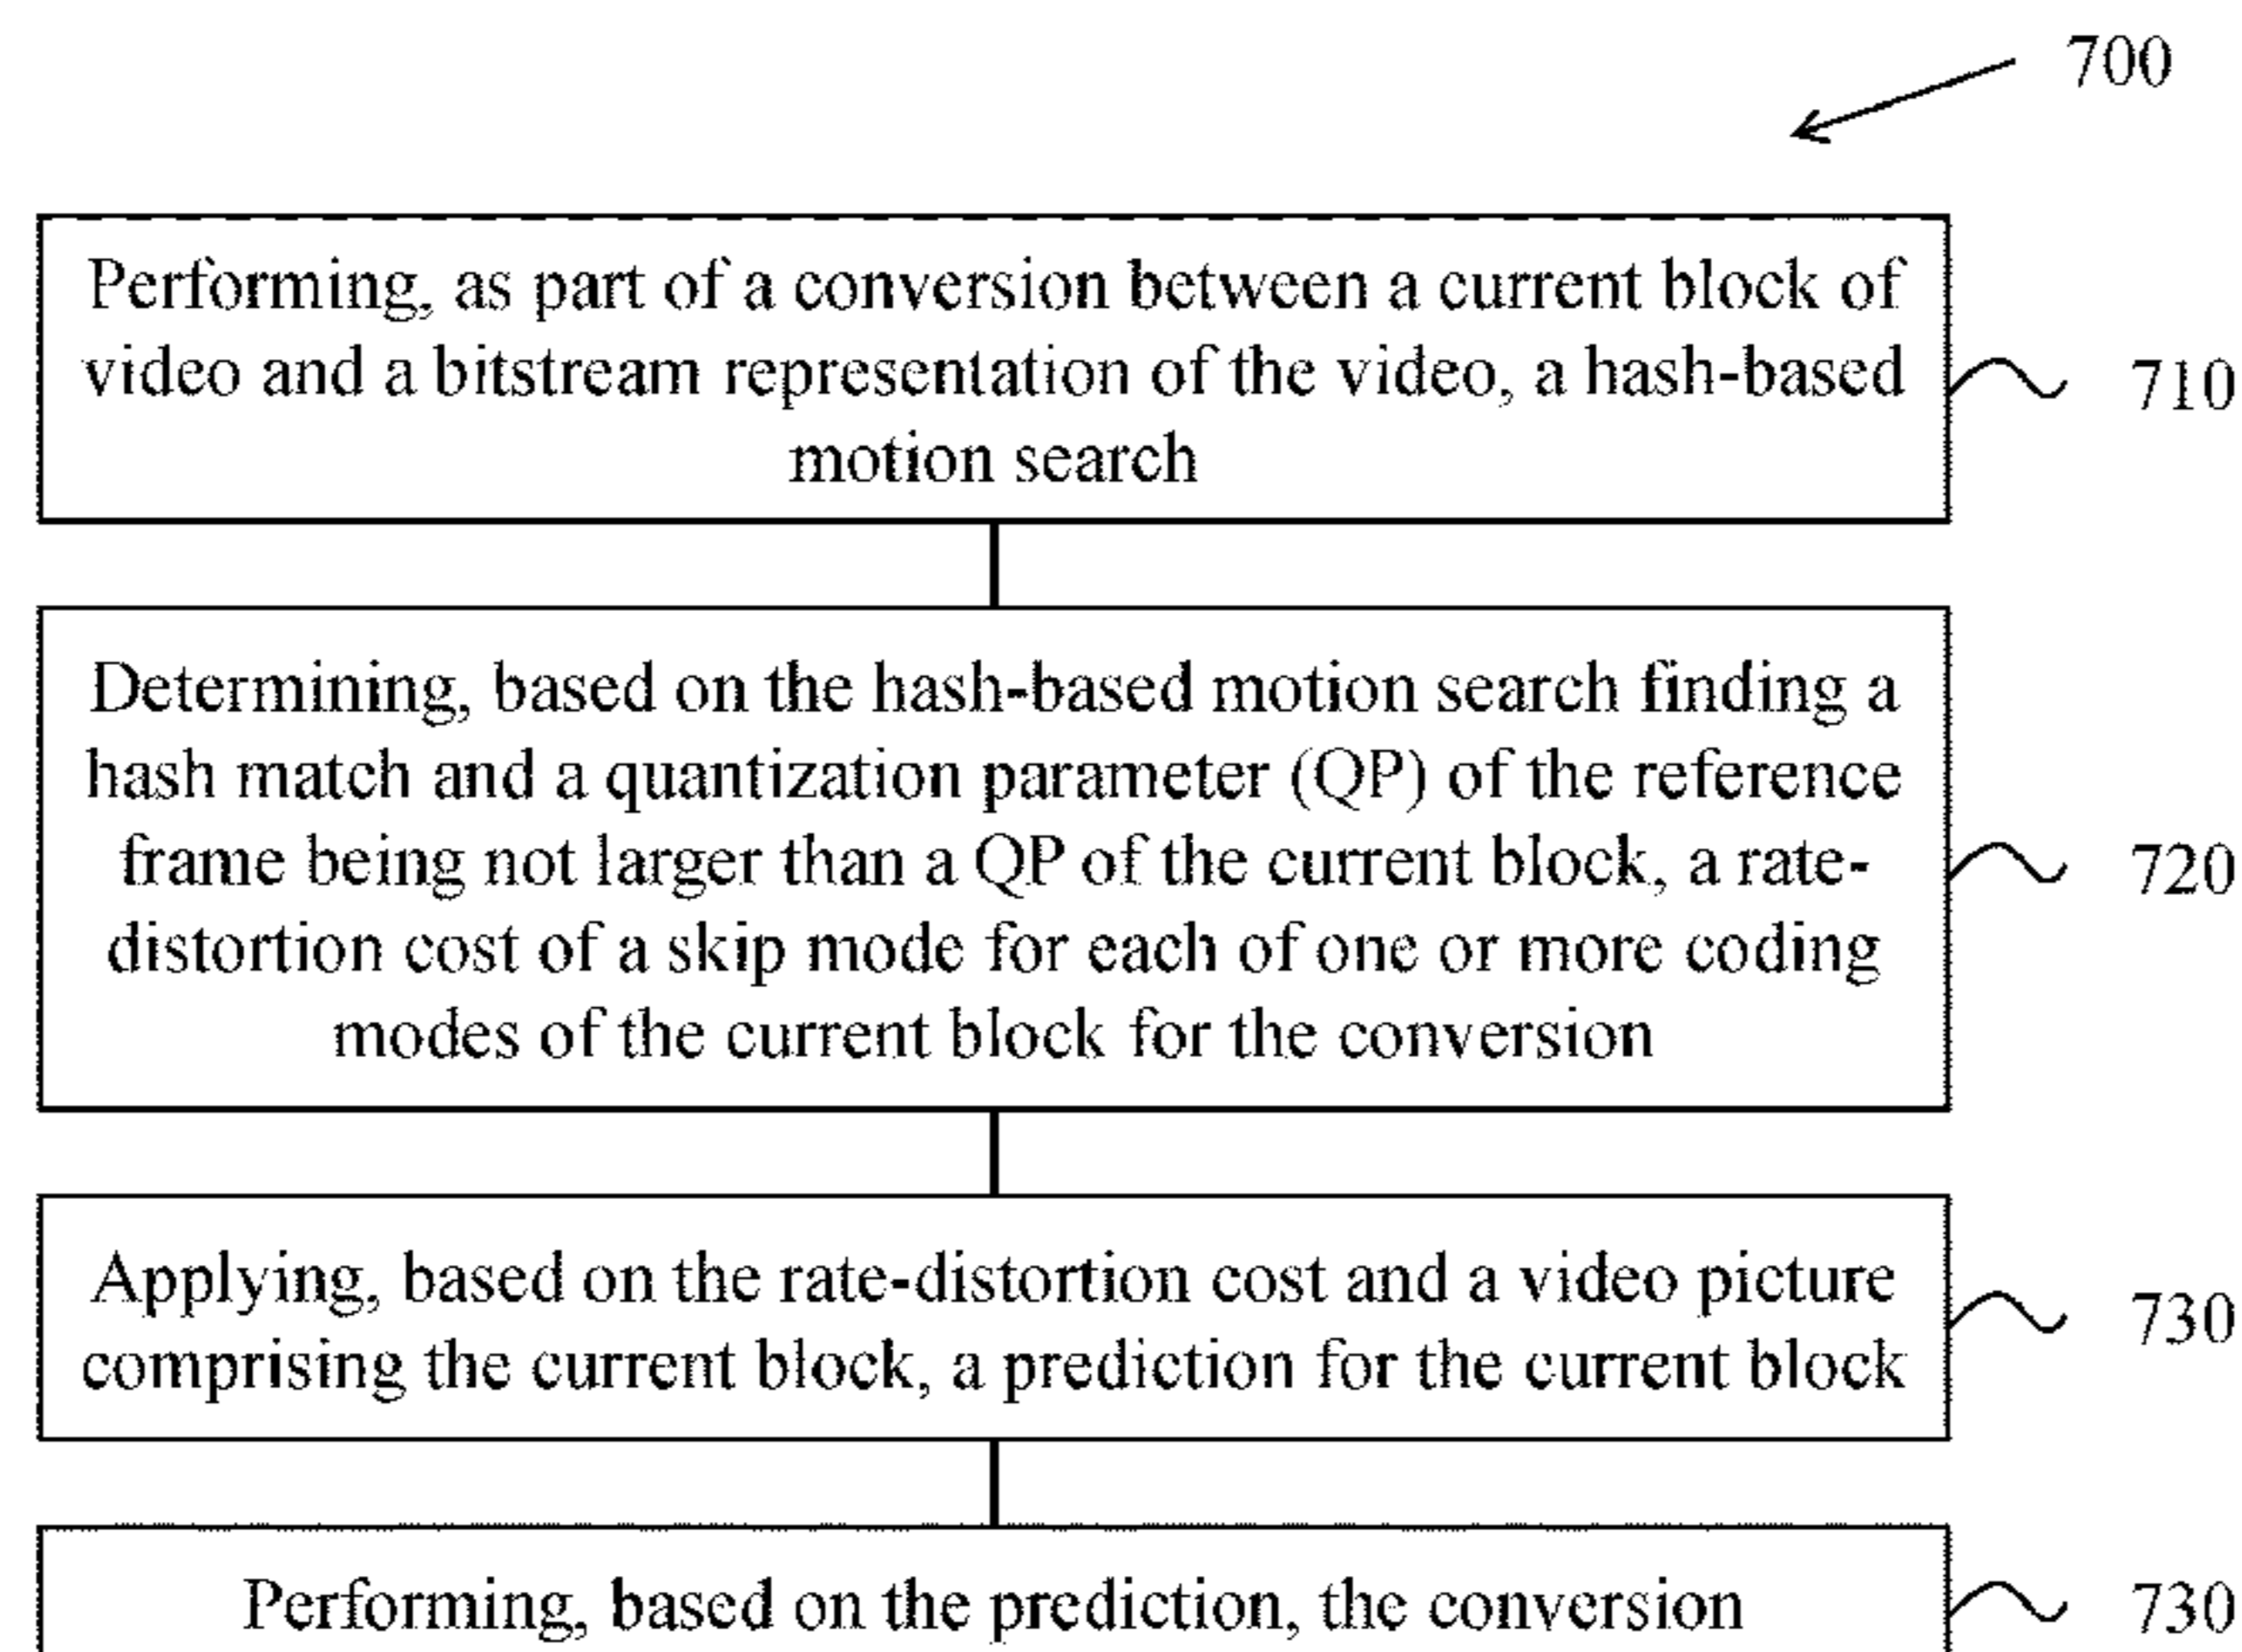 700
Performing, as part of a conversion between a current block of
video and a bitstream representation of the video, a hash-based
motion search
710
Determining, based on the hash-based motion search finding a
hash match and a quantization parameter (QP) of the reference
frame being not larger than a QP of the current block, a rate-
distortion cost of a skip mode for each of one or more coding
modes of the current block for the conversion
720
Applying, based on the rate-distortion cost and a video picture
comprising the current block, a prediction for the current block
730
Performing, based on the prediction, the conversion
730